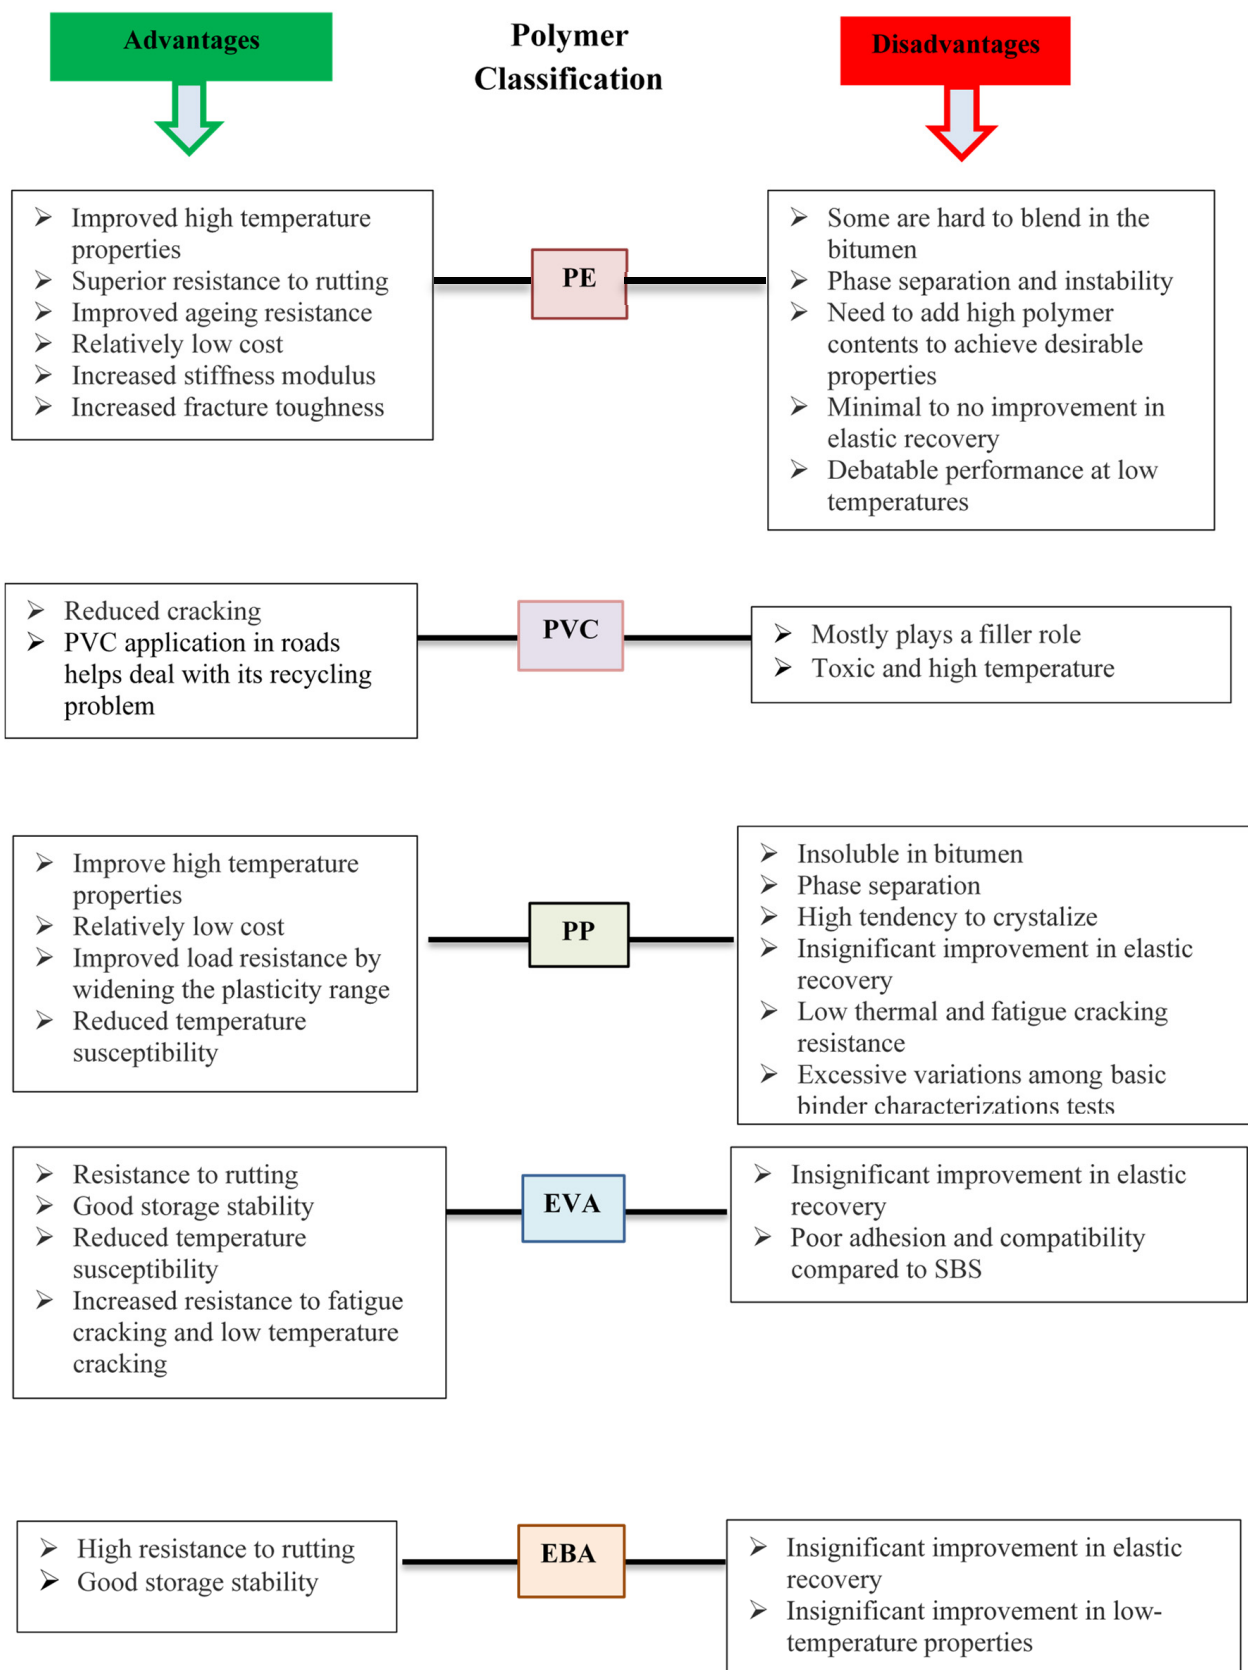 Advantages
Polymer
Classification
Disadvantages
➢ Improved high temperature
properties
➢ Superior resistance to rutting
➢ Improved ageing resistance
➢ Relatively low cost
➢ Increased stiffness modulus
➢ Increased fracture toughness
PE
➢ Some are hard to blend in the
bitumen
➢ Phase separation and instability
➢ Need to add high polymer
contents to achieve desirable
properties
➢ Minimal to no improvement in
elastic recovery
➢ Debatable performance at low
temperatures
➢ Reduced cracking
➢ PVC application in roads
helps deal with its recycling
problem
PVC
➢ Mostly plays a filler role
➢ Toxic and high temperature
➢ Improve high temperature
properties
➢ Relatively low cost
➢ Improved load resistance by
widening the plasticity range
➢ Reduced temperature
susceptibility
PP
➢ Insoluble in bitumen
➢ Phase separation
➢ High tendency to crystalize
➢ Insignificant improvement in elastic
recovery
➢ Low thermal and fatigue cracking
resistance
➢ Excessive variations among basic
binder characterizations tests
➢ Resistance to rutting
➢ Good storage stability
➢ Reduced temperature
susceptibility
➢ Increased resistance to fatigue
cracking and low temperature
cracking
EVA
➢ Insignificant improvement in elastic
recovery
➢ Poor adhesion and compatibility
compared to SBS
➢ High resistance to rutting
➢ Good storage stability
EBA
➢ Insignificant improvement in elastic
recovery
➢ Insignificant improvement in low-
temperature properties